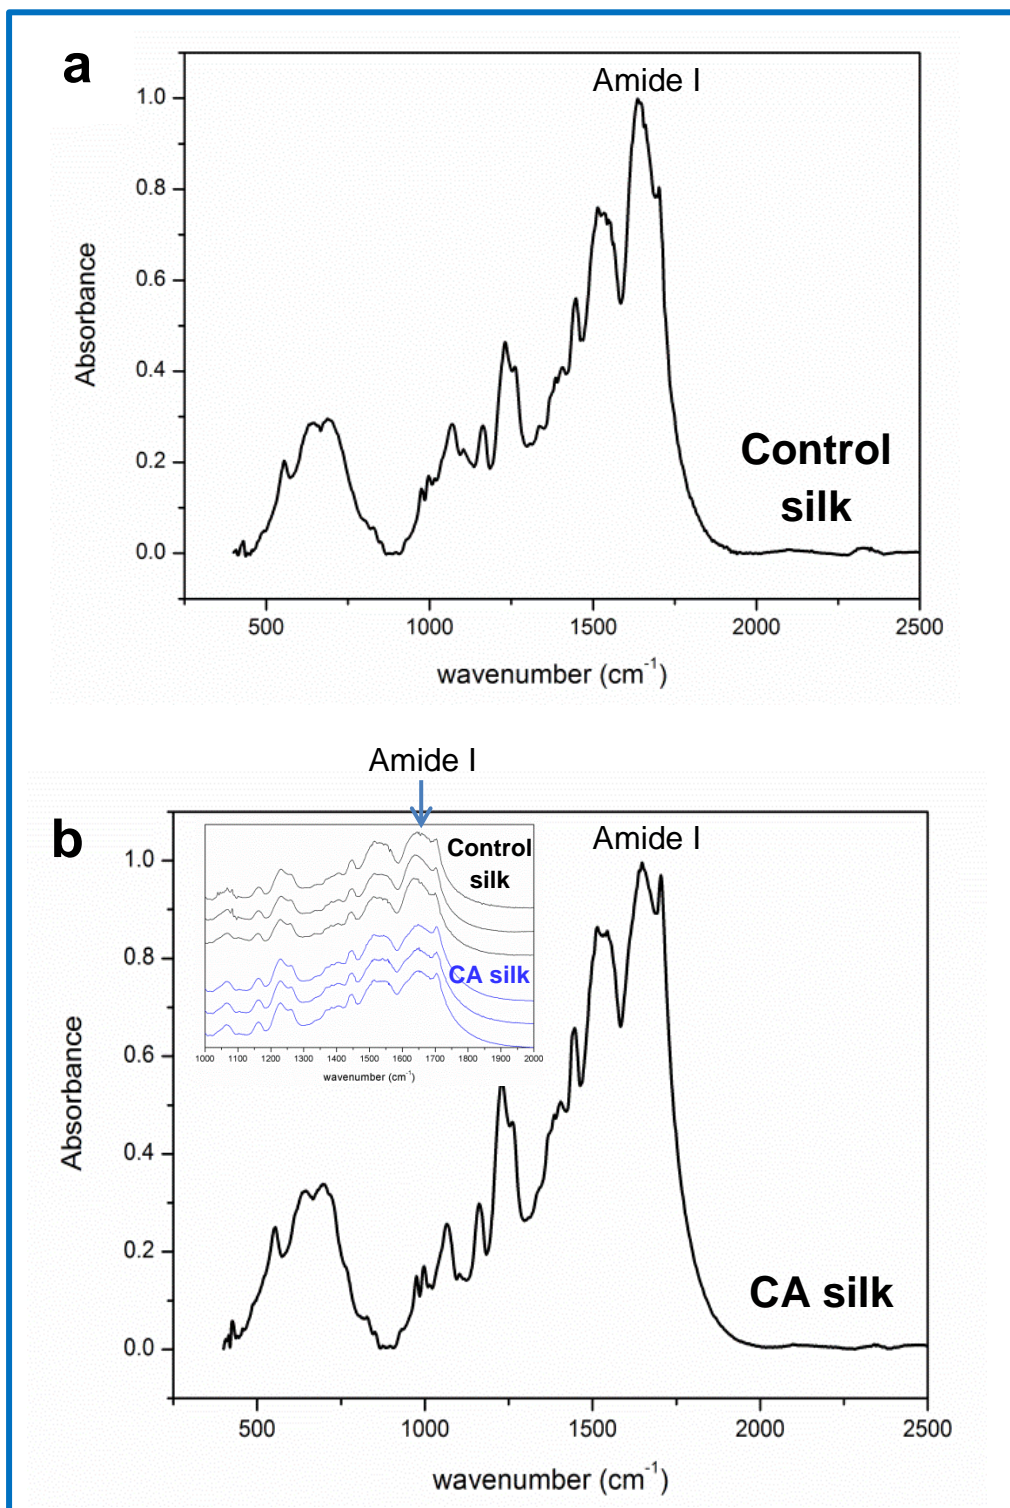 a
Amide I
1.0
0.8
0.6
0.4
0.2
0.0
Absorbance
Control
silk
500 1000 1500 2000 2500
wavenumber (cm⁻¹)
Amide I
b
Amide I
Control
silk
CA silk
1000 1100 1200 1300 1400 1500 1600 1700 1800 1900 2000
wavenumber (cm⁻¹)
1.0
0.8
0.6
0.4
0.2
0.0
Absorbance
CA silk
500 1000 1500 2000 2500
wavenumber (cm⁻¹)